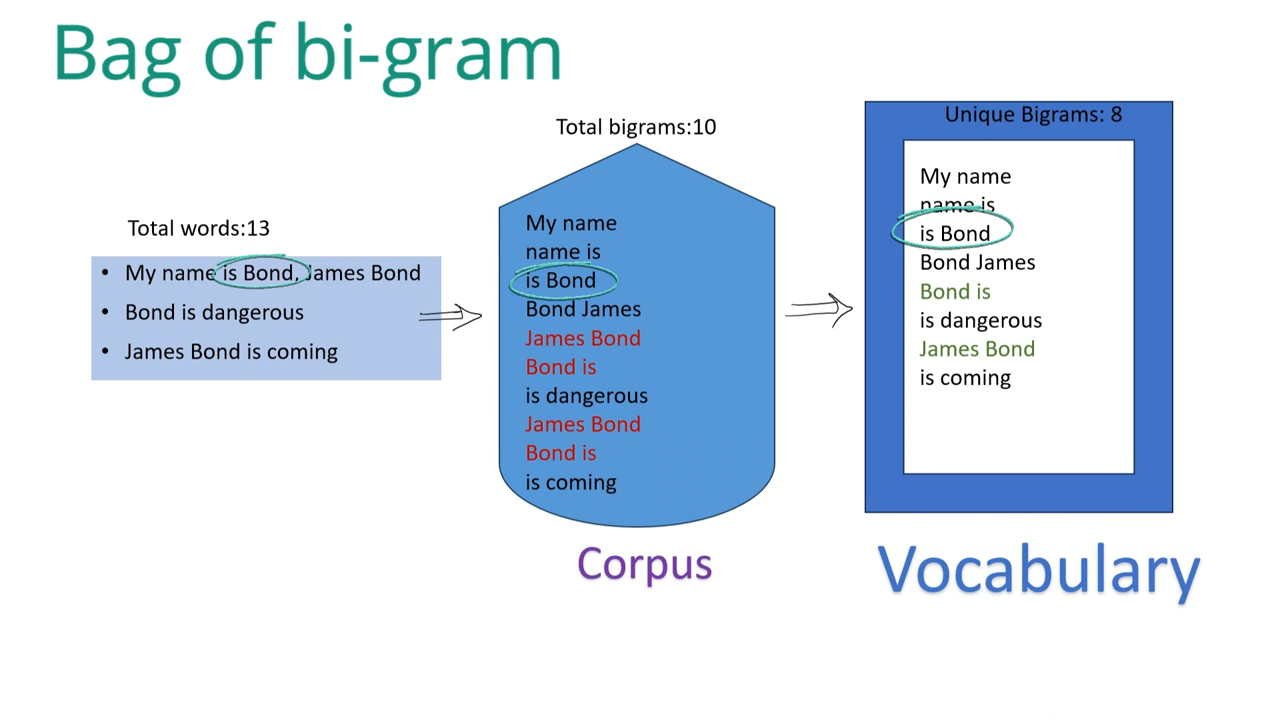 Bag of bi-gram
Total words:13
• My name is Bond, James Bond
• Bond is dangerous
• James Bond is coming
Total bigrams:10
My name
name is
is Bond
Bond James
James Bond
Bond is
is dangerous
James Bond
Bond is
is coming
Corpus
Unique Bigrams: 8
My name
name is
is Bond
Bond James
Bond is
is dangerous
James Bond
is coming
Vocabulary